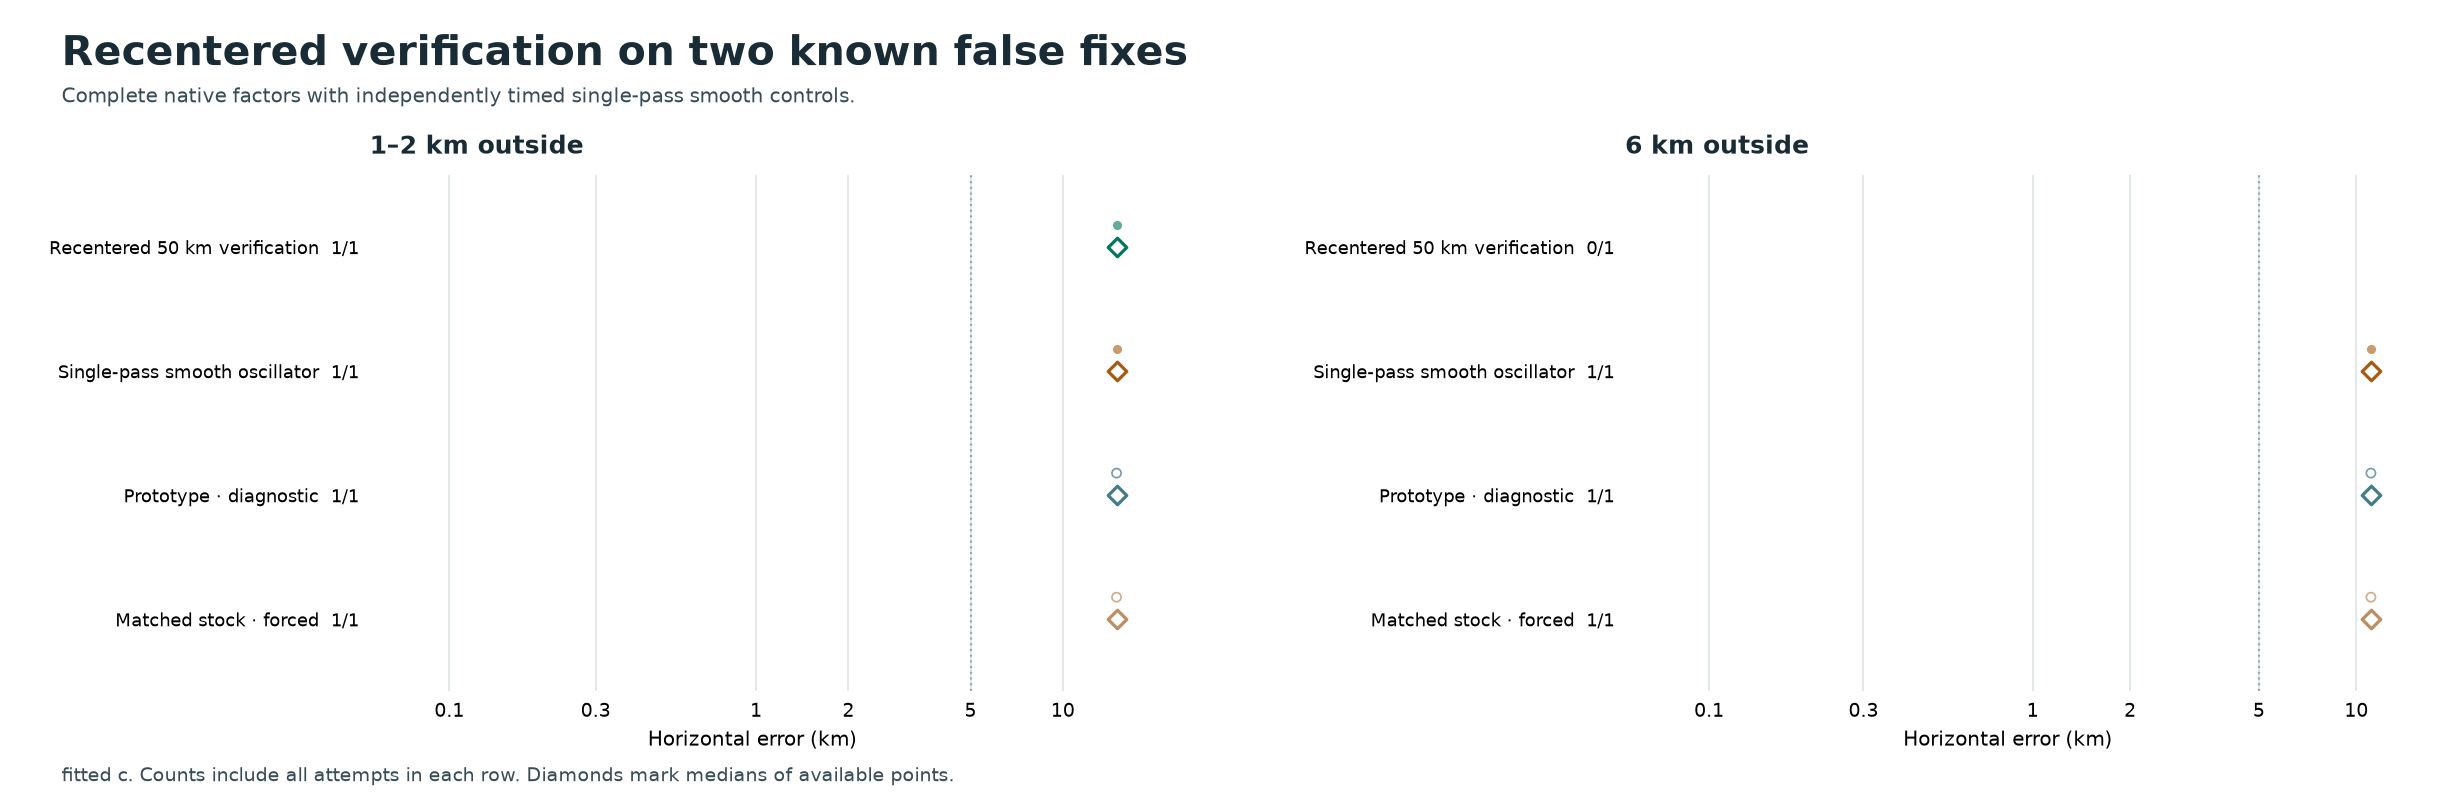 Recentered verification on two known false fixes
Complete native factors with independently timed single-pass smooth controls.
1–2 km outside
Recentered 50 km verification 1/1
Single-pass smooth oscillator 1/1
Prototype · diagnostic 1/1
Matched stock · forced 1/1
0.1 0.3 1 2 5 10
Horizontal error (km)
6 km outside
Recentered 50 km verification 0/1
Single-pass smooth oscillator 1/1
Prototype · diagnostic 1/1
Matched stock · forced 1/1
0.1 0.3 1 2 5 10
Horizontal error (km)
fitted c. Counts include all attempts in each row. Diamonds mark medians of available points.